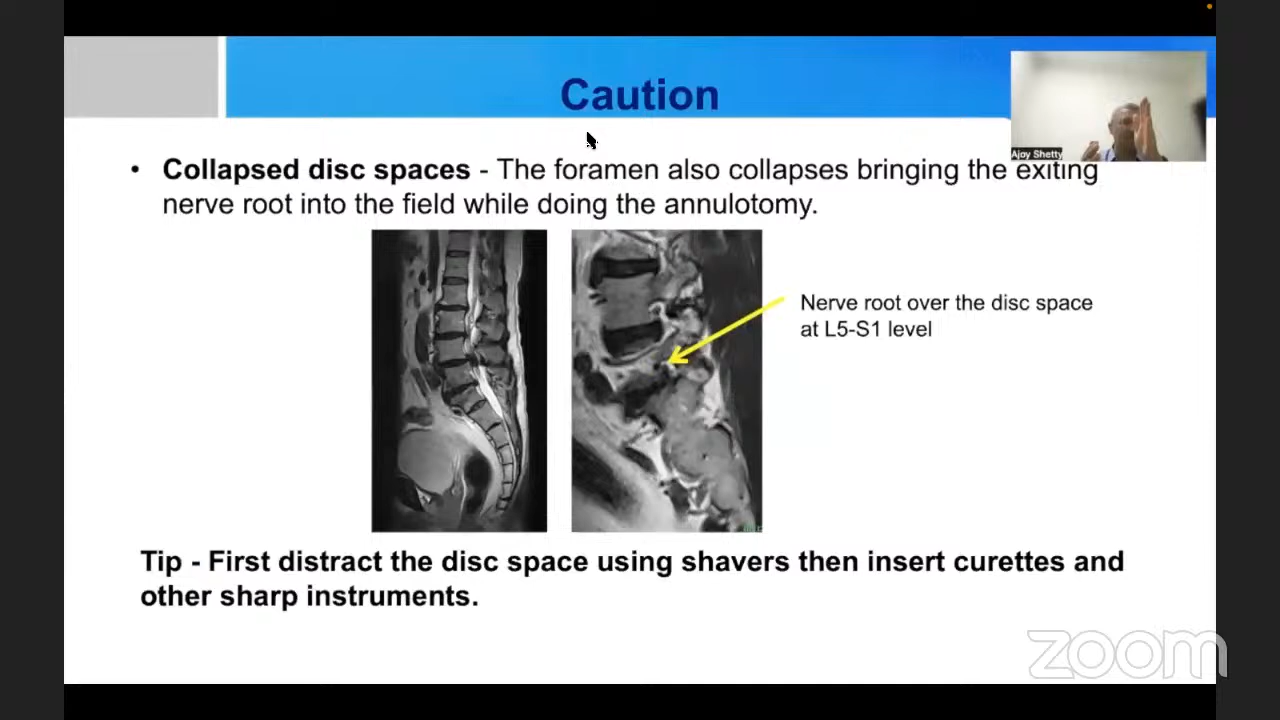 Caution
Ajoy Shetty
• Collapsed disc spaces - The foramen also collapses bringing the exiting
nerve root into the field while doing the annulotomy.
Nerve root over the disc space
at L5-S1 level
Tip - First distract the disc space using shavers then insert curettes and
other sharp instruments.
zoom